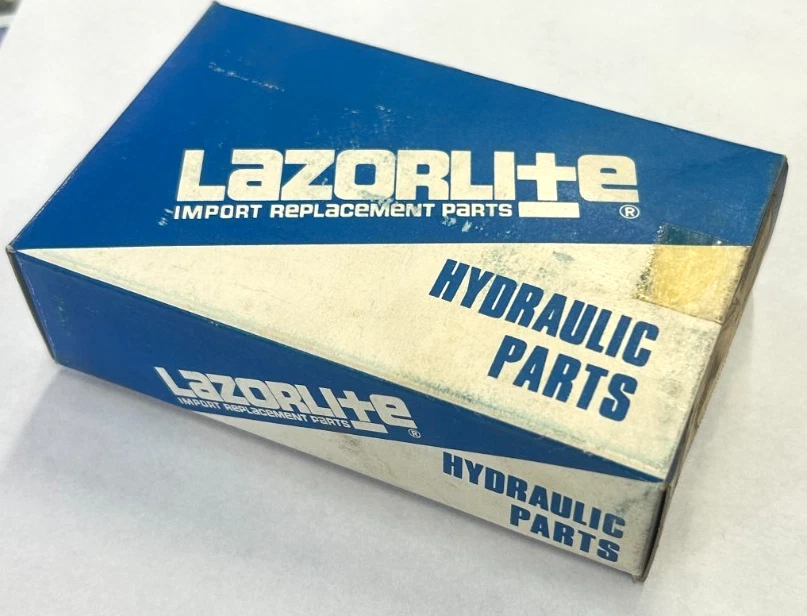 LaZORLITe
IMPORT RePLaCEMENT PaRTS ®
HYDRAULIC
PARTS
LaZORLITe
IMPORT RePLaCEMENT PaRTS ®
HYDRAULIC
PARTS